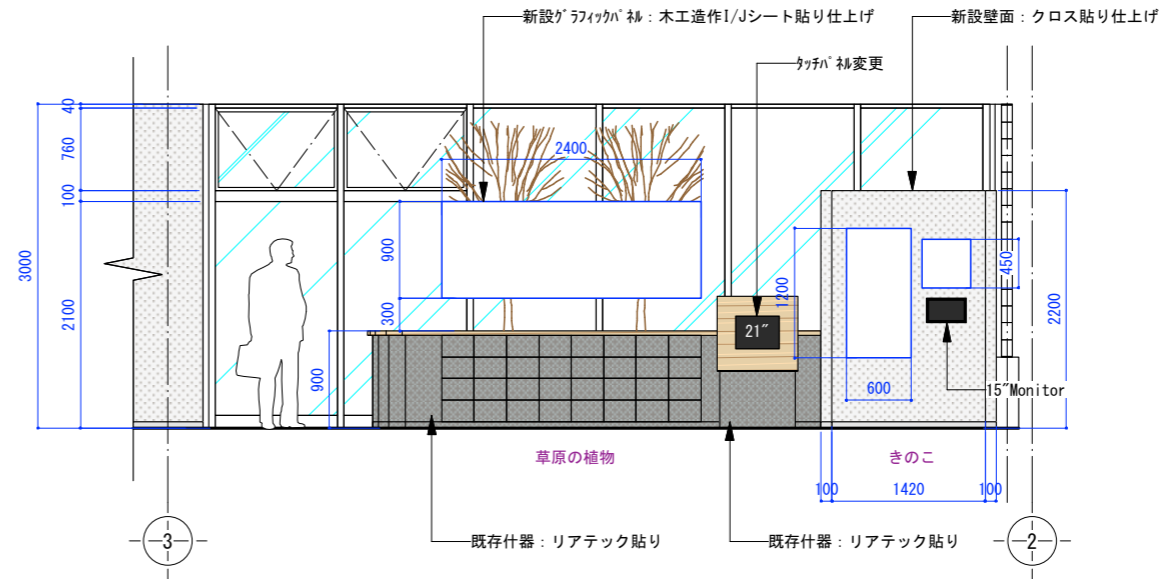 新設ｸﾞﾗﾌｨｯｸﾊﾟﾈﾙ：木工造作I/Jシート貼り仕上げ
新設壁面：クロス貼り仕上げ
ﾀｯﾁﾊﾟﾈﾙ変更
40
760
100
3000
2100
2400
900
300
900
1200
21″
600
450
2200
15″Monitor
草原の植物
きのこ
100
1420
100
3
既存什器：リアテック貼り
既存什器：リアテック貼り
2